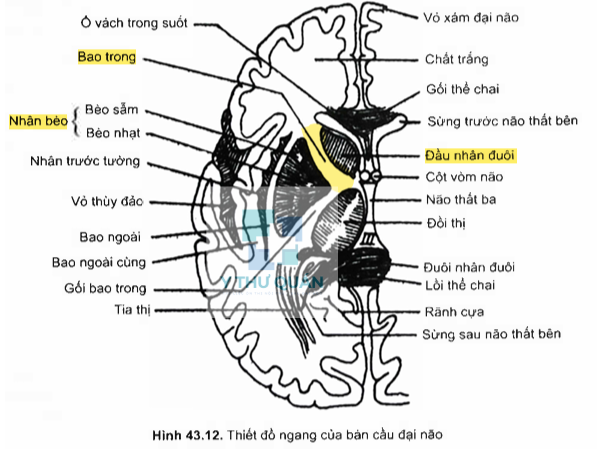 Ổ vách trong suốt
Bao trong
Nhân bèo
Bèo sẫm
Bèo nhạt
Nhân trước tường
Vỏ thùy đảo
Bao ngoài
Bao ngoài cùng
Gối bao trong
Tia thị
Vỏ xám đại não
Chất trắng
Gối thể chai
Sừng trước não thất bên
Đầu nhân đuôi
Cột vòm não
Não thất ba
Đồi thị
Đuôi nhân đuôi
Lồi thể chai
Rãnh cựa
Sừng sau não thất bên
III
Y THƯ QUÁN
Hình 43.12. Thiết đồ ngang của bán cầu đại não